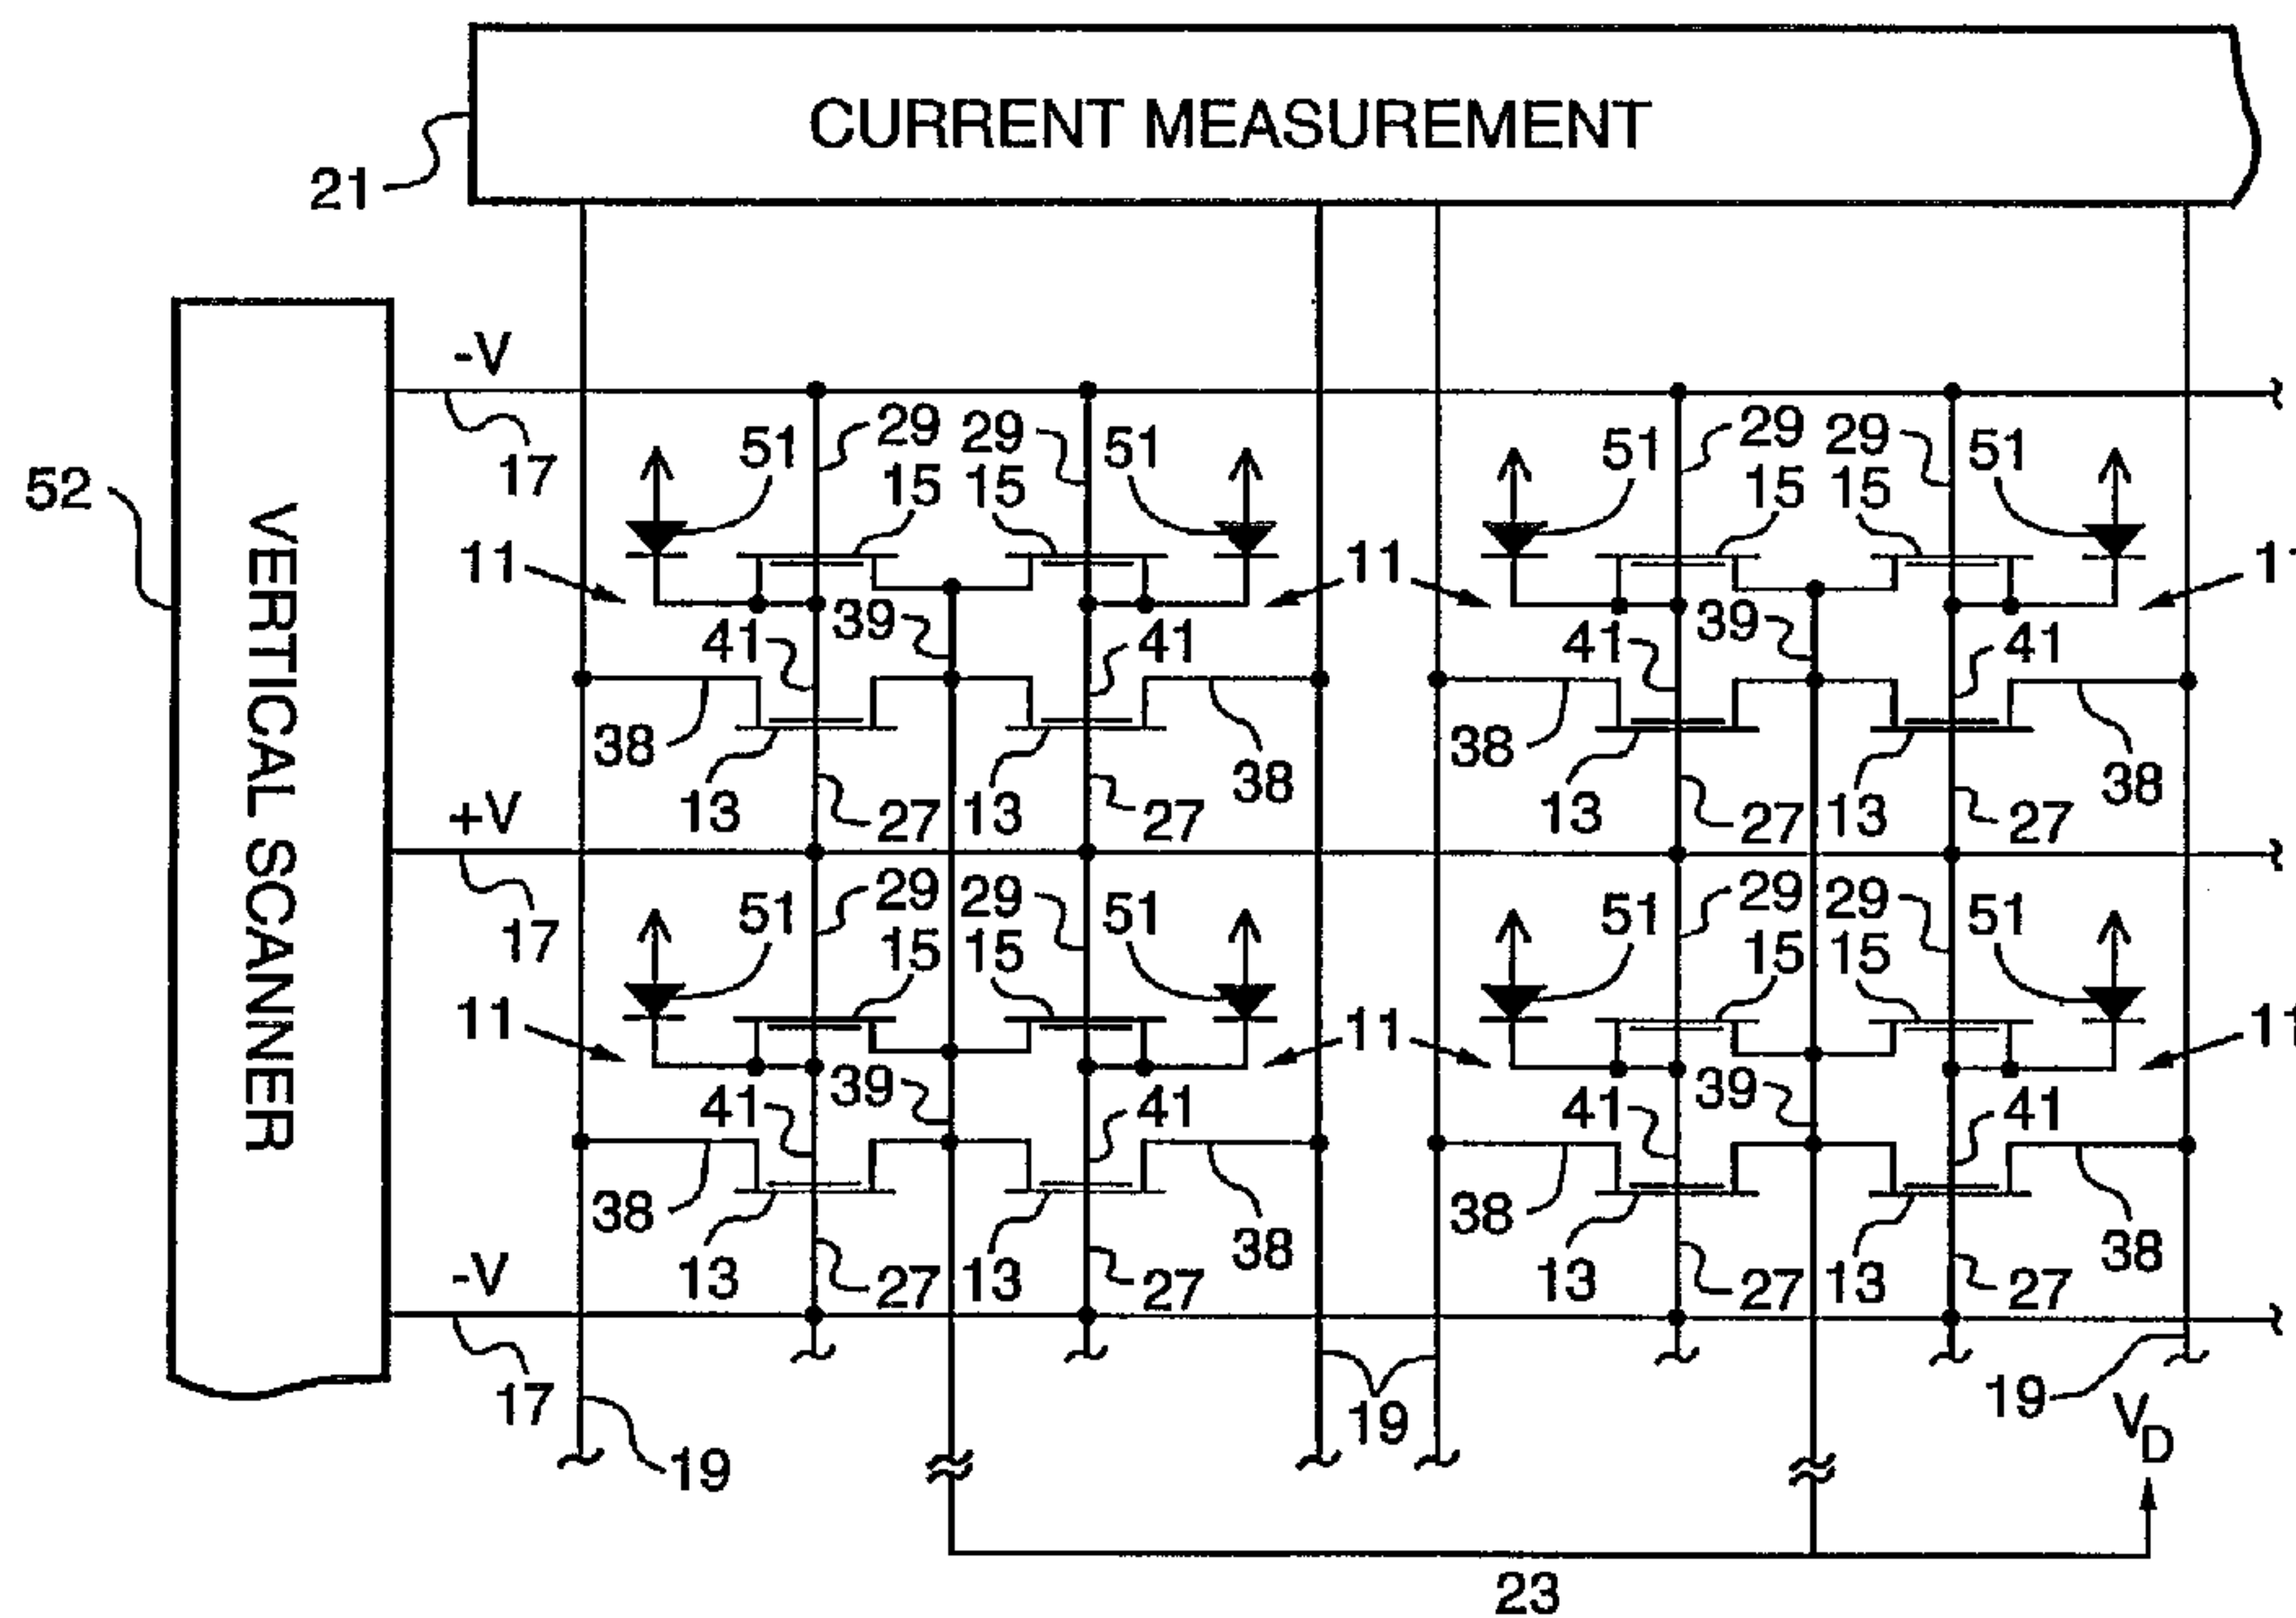 CURRENT MEASUREMENT
21
-V
17
52
VERTICAL SCANNER
51 29 29 51 51 29 29 51
15 15 15 15
11 11 11
41 39 41 41 39 41
38 38 38 38
13 27 13 27 13 27 13 27
+V
17
51 29 29 51 51 29 29 51
15 15 15 15
11 11 11
41 39 41 41 39 41
38 38 38 38
13 27 13 27 13 27 13 27
-V
17
19 19 19
VD
23